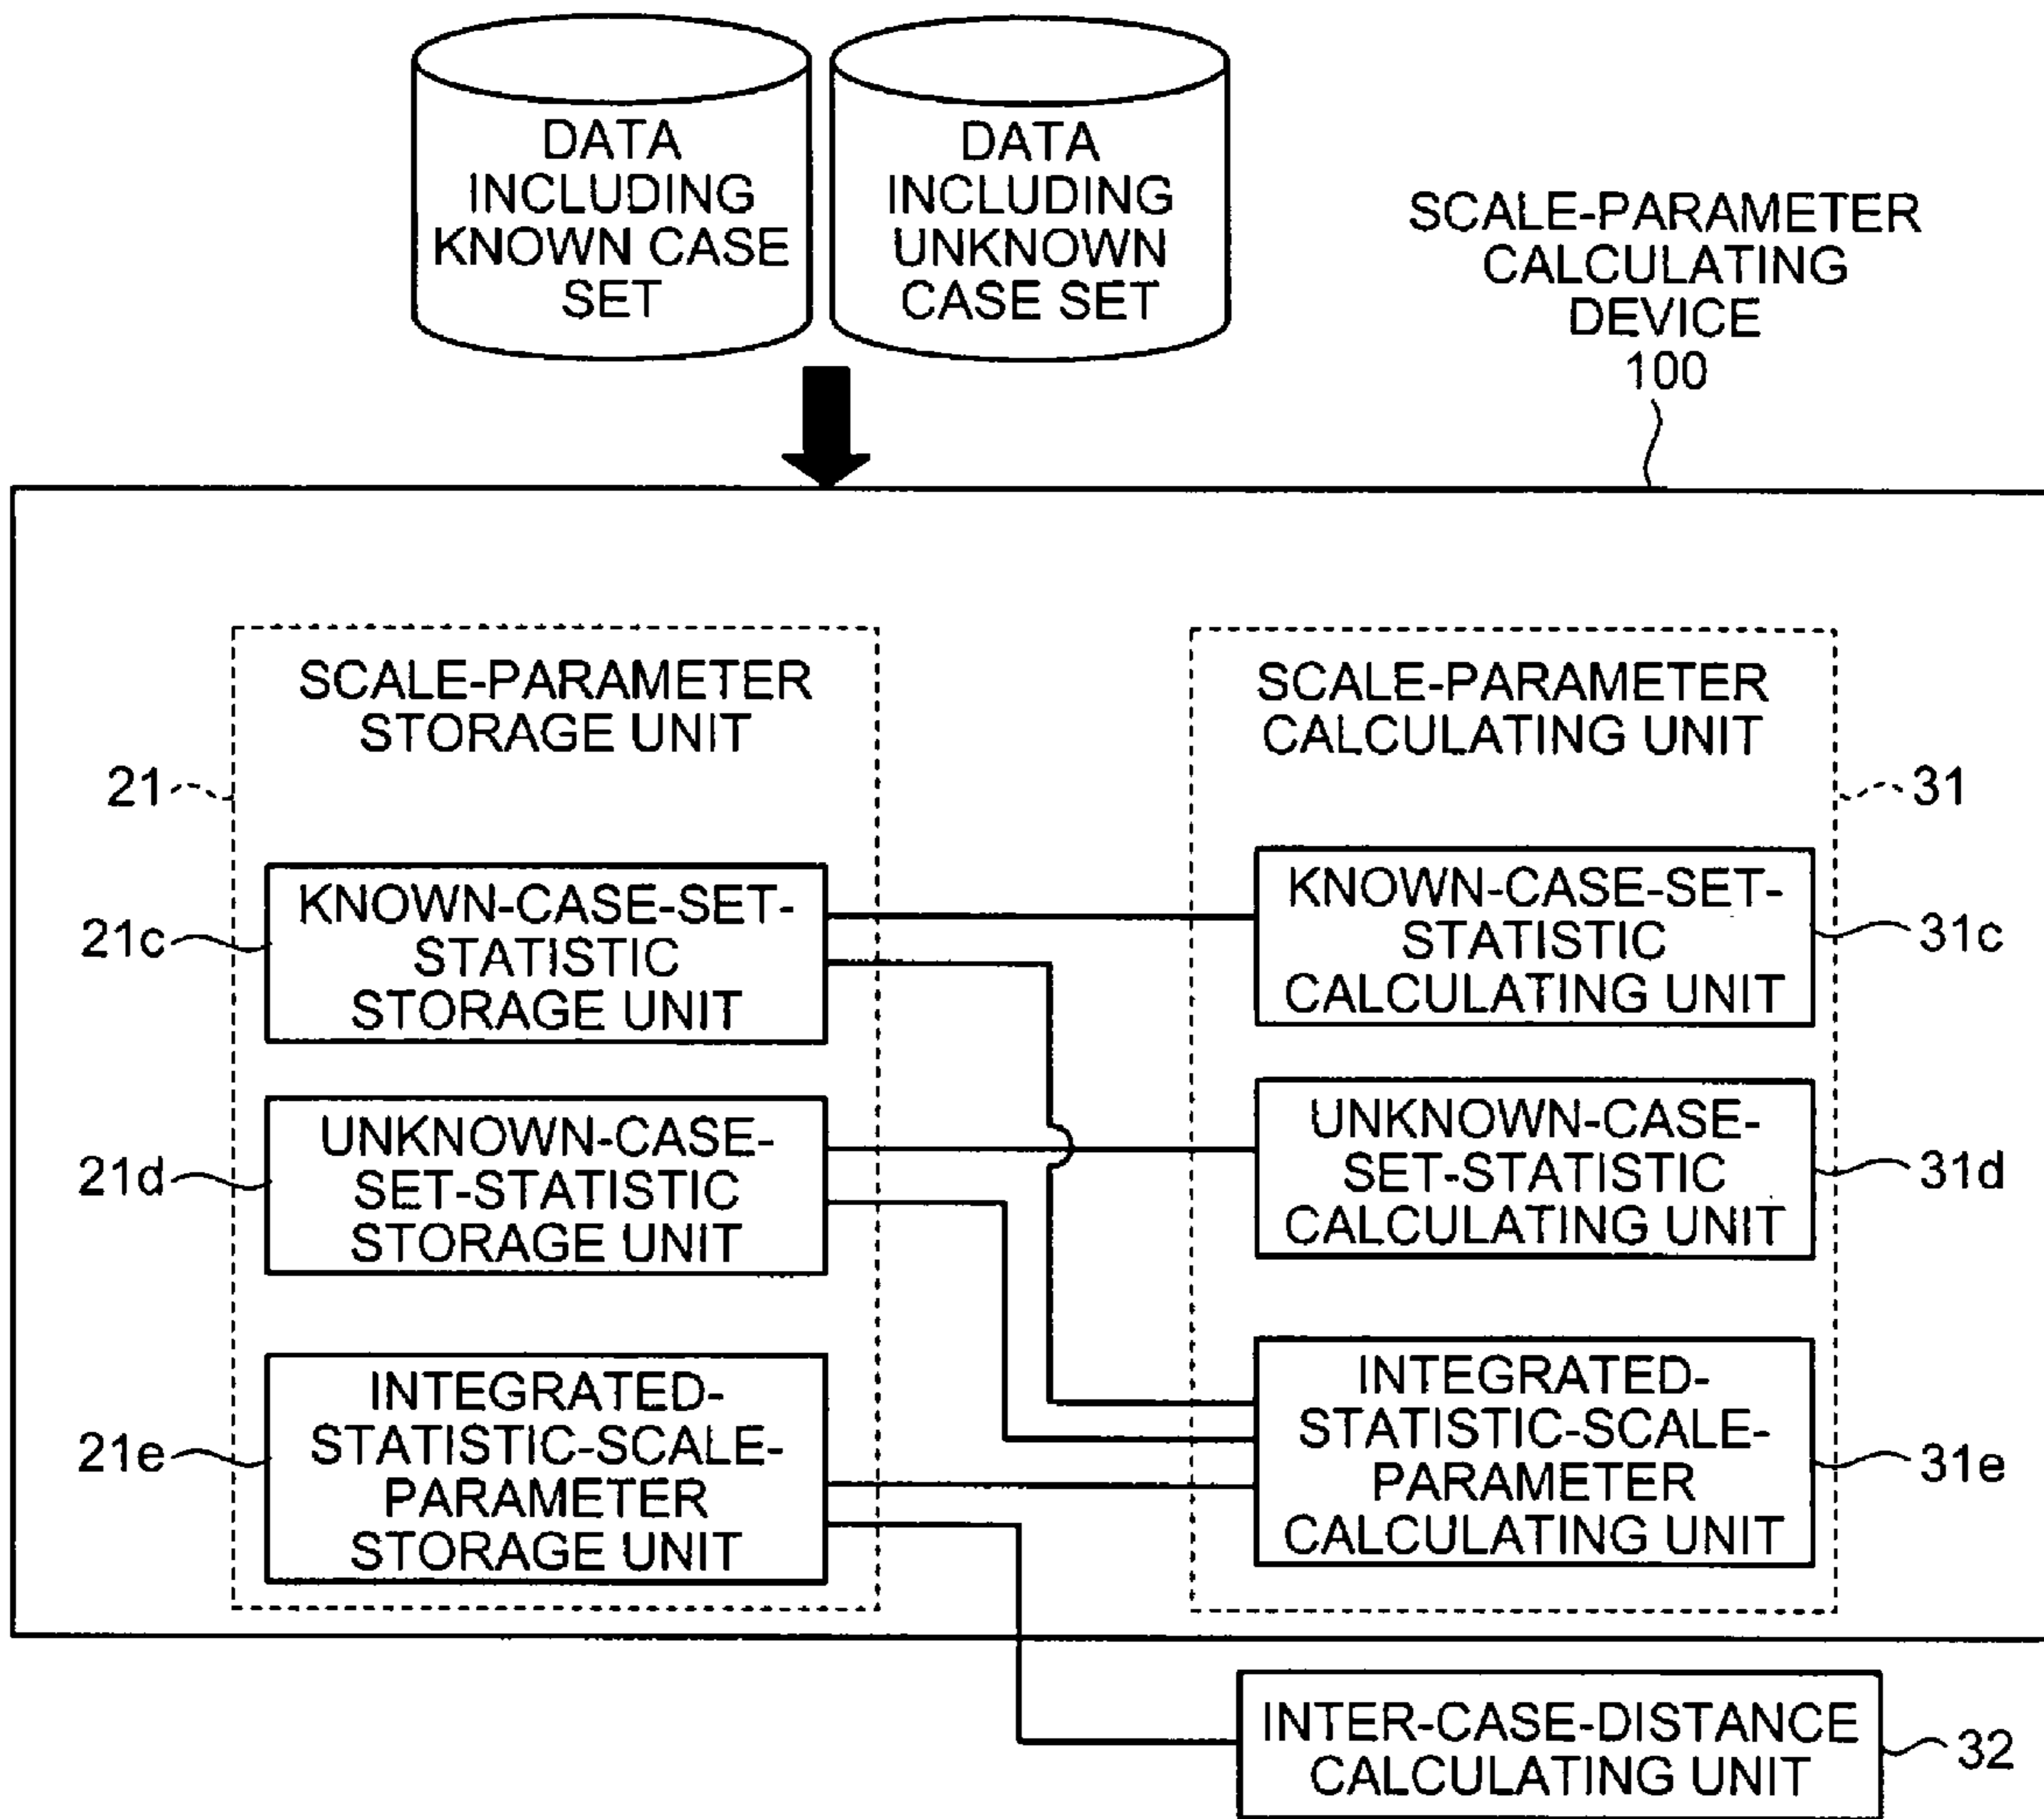 DATA
INCLUDING
KNOWN CASE
SET
DATA
INCLUDING
UNKNOWN
CASE SET
SCALE-PARAMETER
CALCULATING
DEVICE
100
SCALE-PARAMETER
STORAGE UNIT
SCALE-PARAMETER
CALCULATING UNIT
21
31
KNOWN-CASE-SET-
STATISTIC
STORAGE UNIT
21c
KNOWN-CASE-SET-
STATISTIC
CALCULATING UNIT
31c
UNKNOWN-CASE-
SET-STATISTIC
STORAGE UNIT
21d
UNKNOWN-CASE-
SET-STATISTIC
CALCULATING UNIT
31d
INTEGRATED-
STATISTIC-SCALE-
PARAMETER
STORAGE UNIT
21e
INTEGRATED-
STATISTIC-SCALE-
PARAMETER
CALCULATING UNIT
31e
INTER-CASE-DISTANCE
CALCULATING UNIT
32